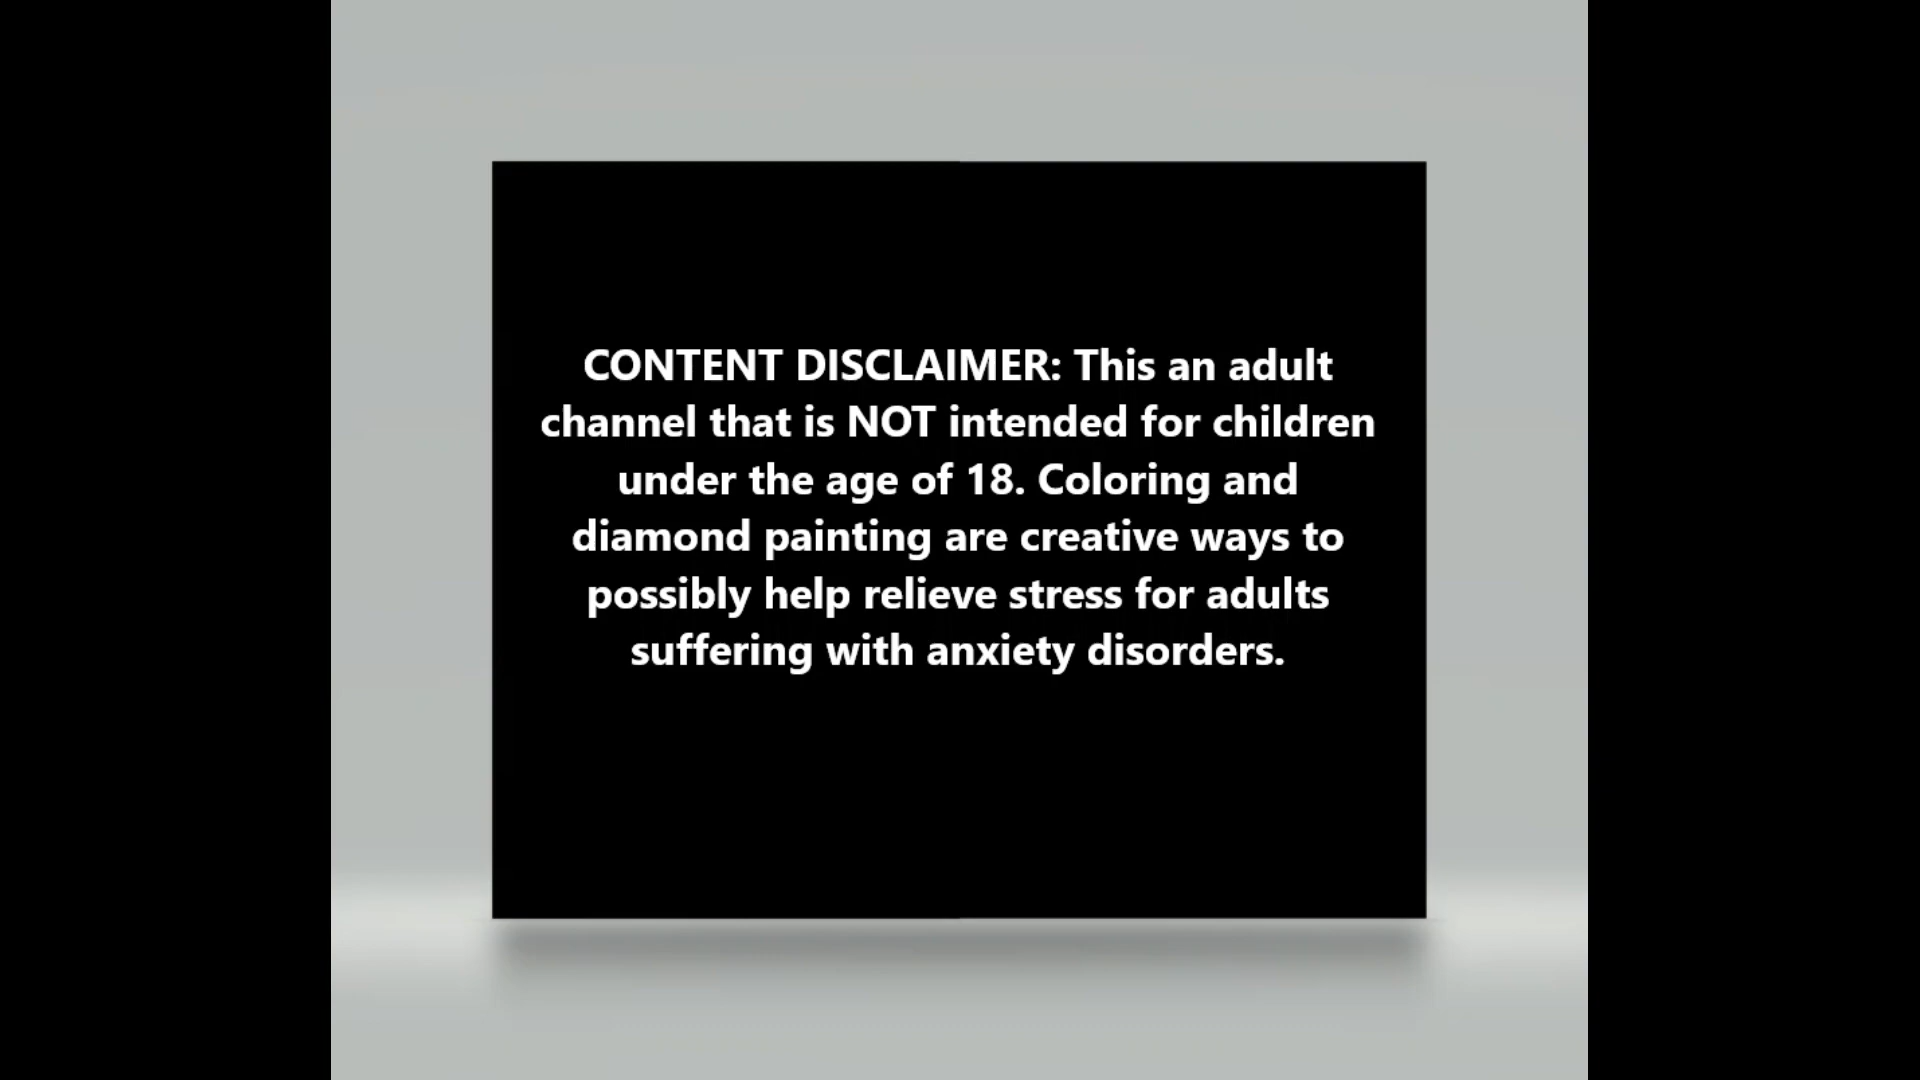 CONTENT DISCLAIMER: This an adult
channel that is NOT intended for children
under the age of 18. Coloring and
diamond painting are creative ways to
possibly help relieve stress for adults
suffering with anxiety disorders.